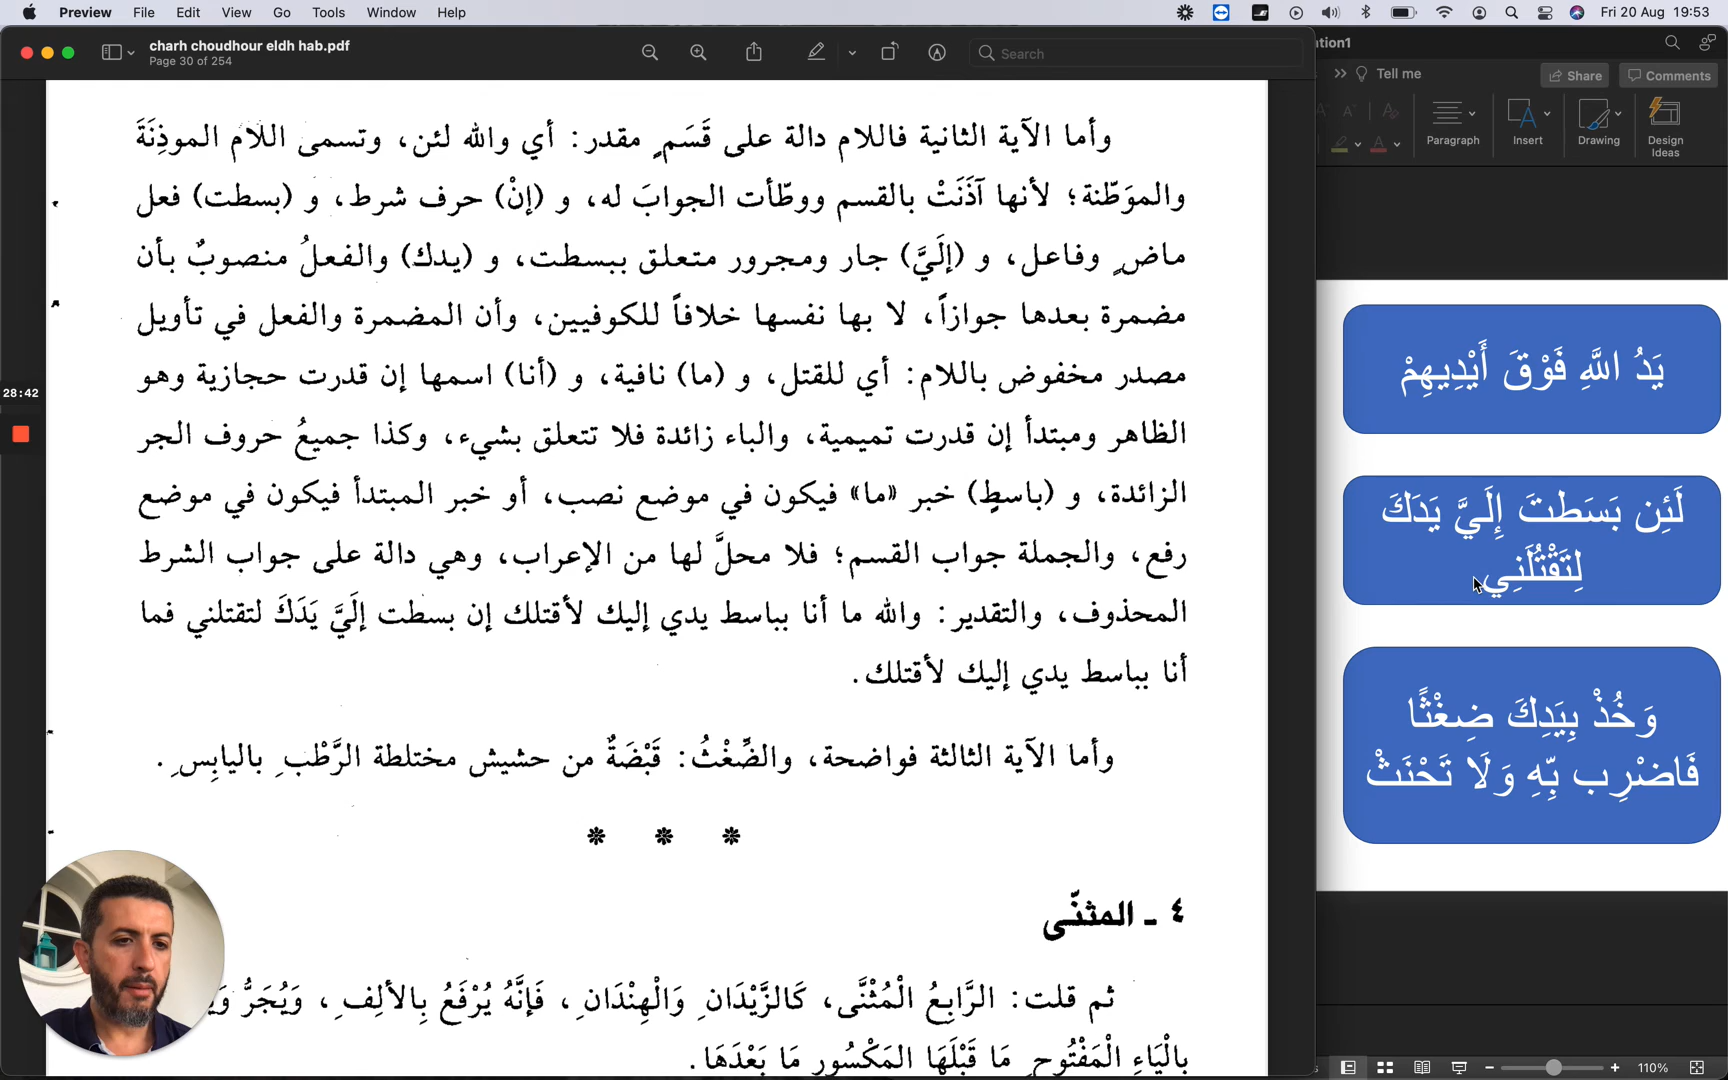 Preview File Edit View Go Tools Window Help
Fri 20 Aug 19:53
charh choudhour eldh hab.pdf
Page 30 of 254
Search
tion1
Tell me
Share
Comments
Paragraph
Insert
Drawing
Design
Ideas
28:42
وأما الآية الثانية فاللام دالة على قَسَمٍ مقدر: أي والله لئن، وتسمى اللام الموذِنَةَ
والموَطّئة؛ لأنها آذَنَتْ بالقسم ووطّأت الجوابَ له، و (إنْ) حرف شرط، و (بسطت) فعل
ماضٍ وفاعل، و (إلَيَّ) جار ومجرور متعلق ببسطت، و (يدك) والفعلُ منصوبٌ بأن
مضمرة بعدها جوازاً، لا بها نفسها خلافاً للكوفيين، وأن المضمرة والفعل في تأويل
مصدر مخفوض باللام: أي للقتل، و (ما) نافية، و (أنا) اسمها إن قدرت حجازية وهو
الظاهر ومبتدأ إن قدرت تميمية، والباء زائدة فلا تتعلق بشيء، وكذا جميعُ حروف الجر
الزائدة، و (باسطٍ) خبر «ما» فيكون في موضع نصب، أو خبر المبتدأ فيكون في موضع
رفع، والجملة جواب القسم؛ فلا محلَّ لها من الإعراب، وهي دالة على جواب الشرط
المحذوف، والتقدير: والله ما أنا بباسط يدي إليك لأقتلك إن بسطت إلَيَّ يَدَكَ لتقتلني فما
أنا بباسط يدي إليك لأقتلك.
وأما الآية الثالثة فواضحة، والضِّغْثُ: قَبْضَةٌ من حشيش مختلطة الرَّطْبِ باليابِسِ.
٤ ـ المثنّى
ثم قلت: الرَّابِعُ الْمُثْنَّى، كَالزَّيْدَانِ وَالْهِنْدَانِ، فَإِنَّهُ يُرْفَعُ بِالألِفِ، وَيُجَرُّ
بِالْيَاءِ الْمَفْتُوحِ مَا قَبْلَهَا المَكْسُورِ مَا بَعْدَهَا.
يَدُ اللَّهِ فَوْقَ أَيْدِيهِمْ
لَئِن بَسَطتَ إِلَيَّ يَدَكَ
لِتَقْتُلَنِي
وَخُذْ بِيَدِكَ ضِغْثًا
فَاضْرِب بِّهِ وَلَا تَحْنَثْ
110%